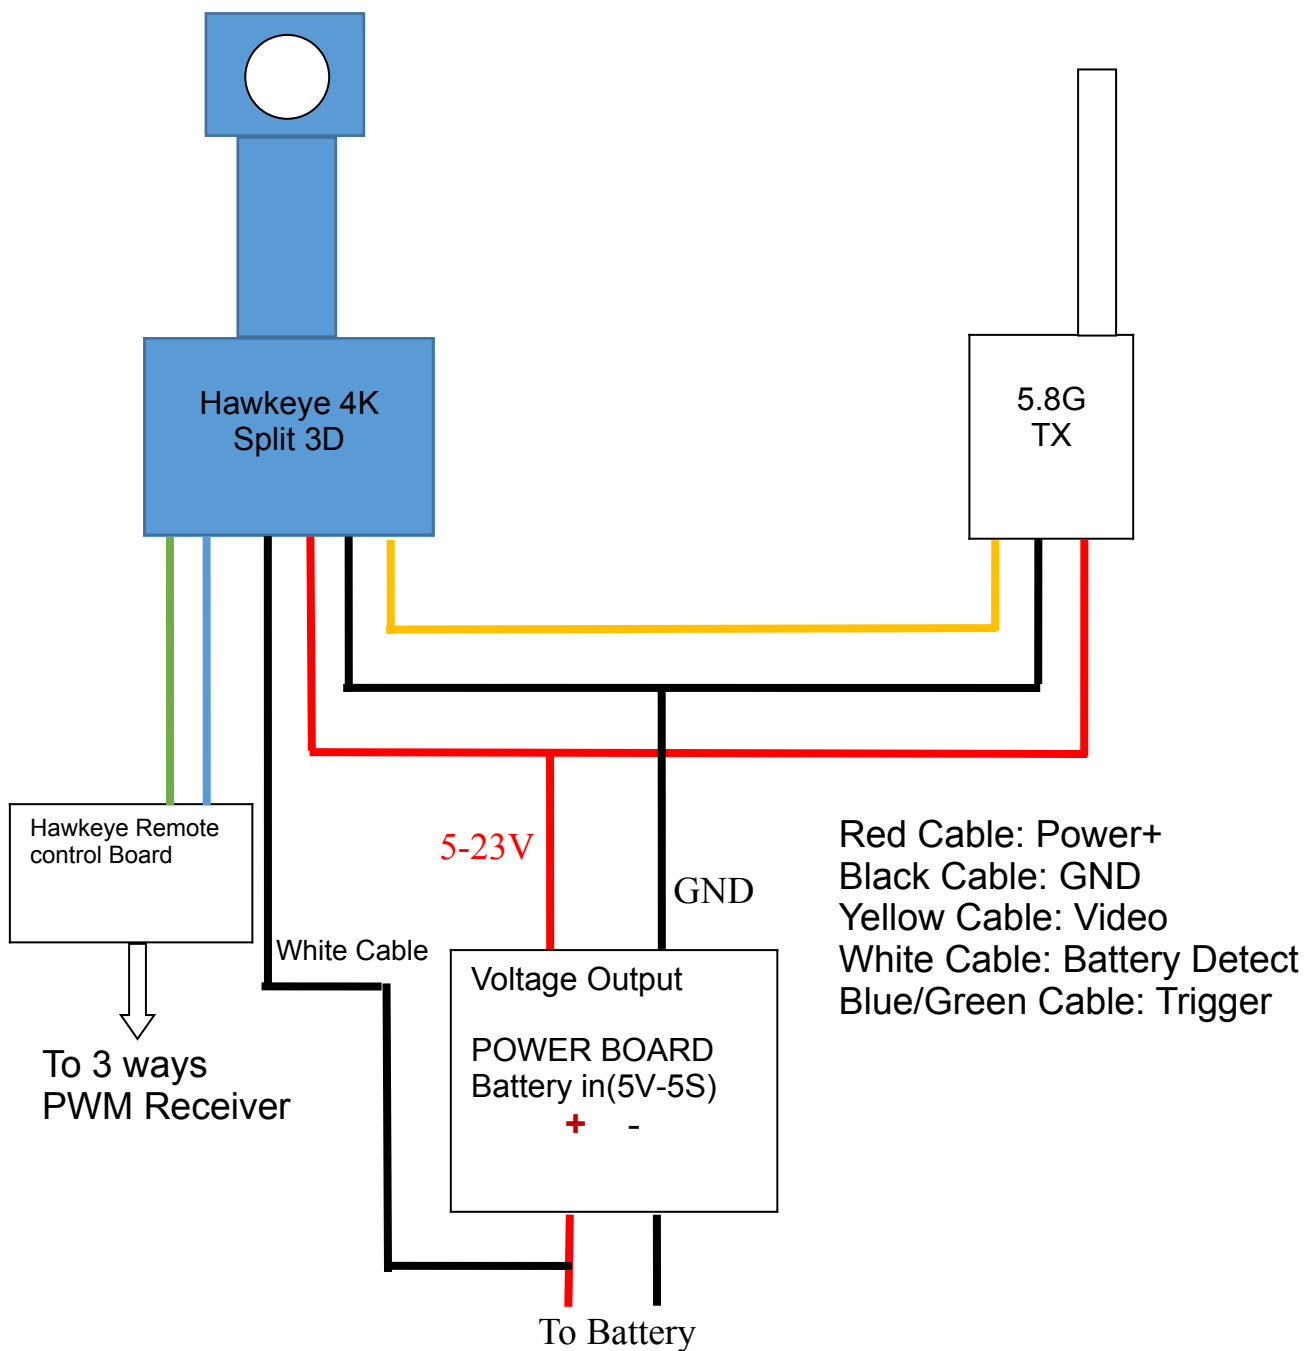 Hawkeye 4K
Split 3D
5.8G
TX
Hawkeye Remote
control Board
5-23V
GND
Red Cable: Power+
Black Cable: GND
Yellow Cable: Video
White Cable: Battery Detect
Blue/Green Cable: Trigger
White Cable
Voltage Output
POWER BOARD
Battery in(5V-5S)
+ -
To 3 ways
PWM Receiver
To Battery